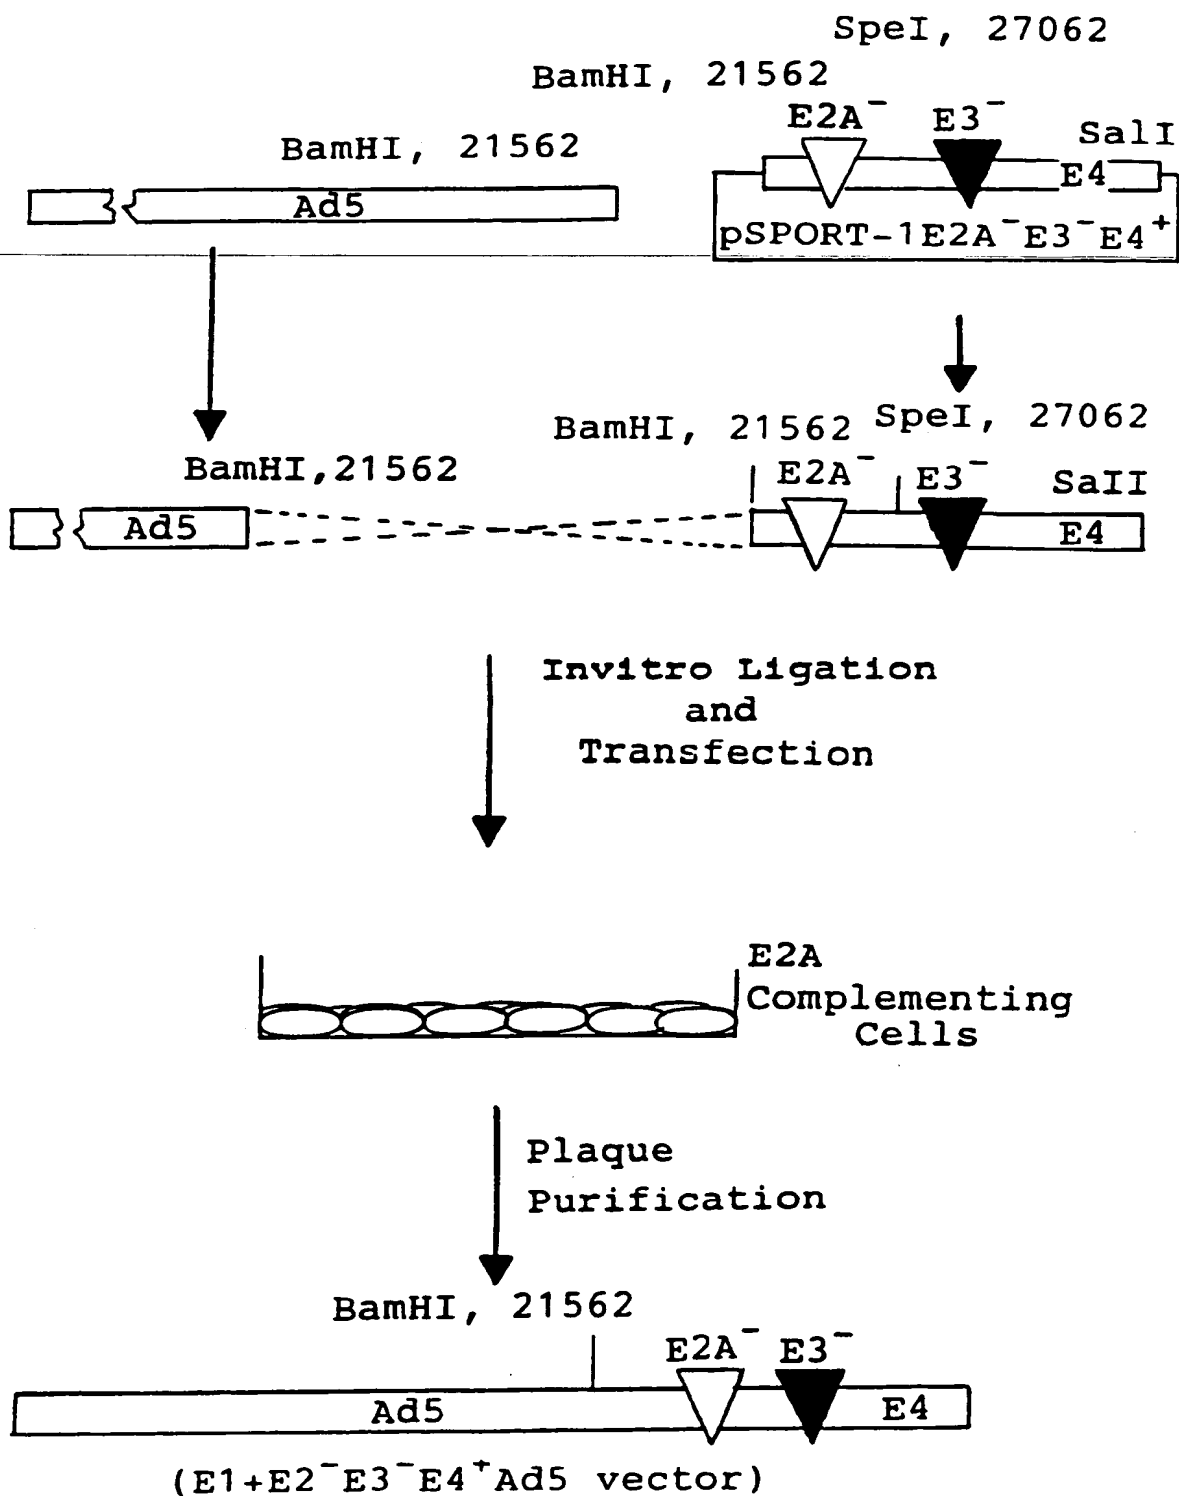 SpeI, 27062
BamHI, 21562
E2A⁻ E3⁻
BamHI, 21562
SalI
Ad5
E4
pSPORT-1E2A⁻E3⁻E4⁺
BamHI, 21562 SpeI, 27062
BamHI,21562
E2A⁻ E3⁻ SaII
Ad5
E4
Invitro Ligation
and
Transfection
E2A
Complementing
Cells
Plaque
Purification
BamHI, 21562
E2A⁻ E3⁻
Ad5
E4
(E1+E2⁻E3⁻E4⁺Ad5 vector)